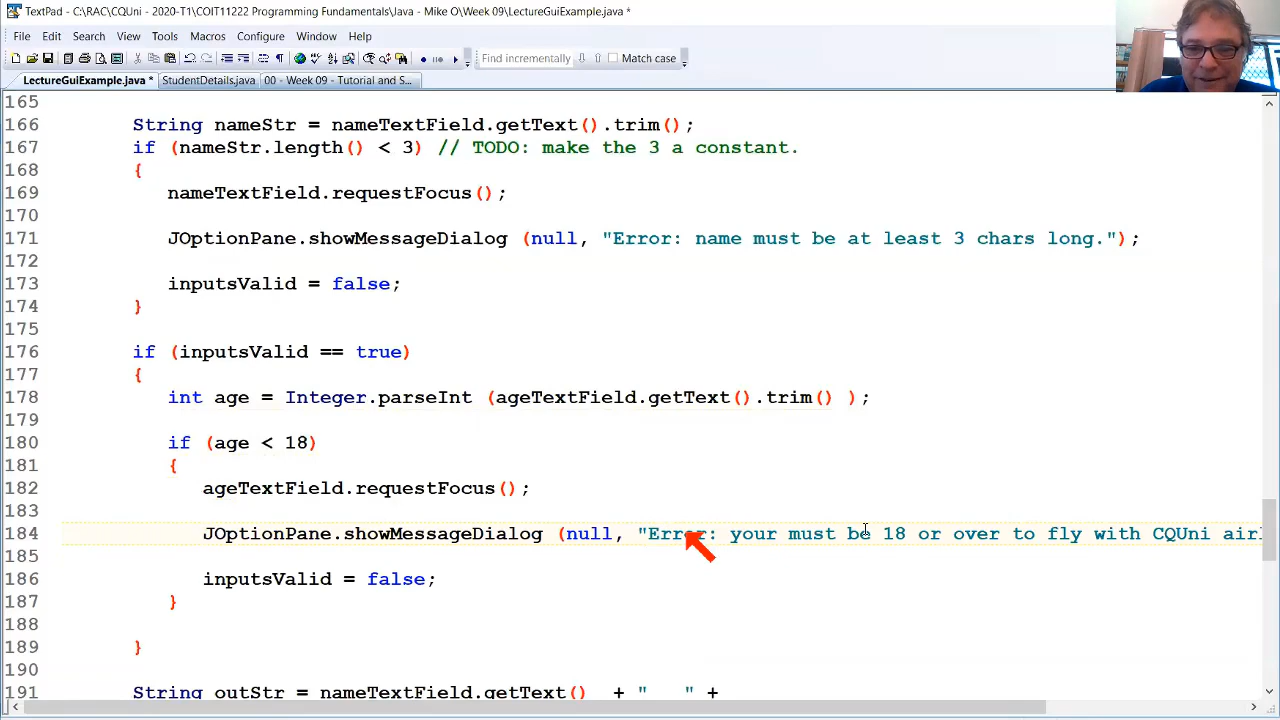 TextPad - C:\RAC\CQUni - 2020-T1\COIT11222 Programming Fundamentals\Java - Mike O\Week 09\LectureGuiExample.java *
File Edit Search View Tools Macros Configure Window Help
Find incrementally Match case
LectureGuiExample.java * StudentDetails.java 00 - Week 09 - Tutorial and S...
165
166 String nameStr = nameTextField.getText().trim();
167 if (nameStr.length() < 3) // TODO: make the 3 a constant.
168 {
169 nameTextField.requestFocus();
170
171 JOptionPane.showMessageDialog (null, "Error: name must be at least 3 chars long.");
172
173 inputsValid = false;
174 }
175
176 if (inputsValid == true)
177 {
178 int age = Integer.parseInt (ageTextField.getText().trim() );
179
180 if (age < 18)
181 {
182 ageTextField.requestFocus();
183
184 JOptionPane.showMessageDialog (null, "Error: your must be 18 or over to fly with CQUni airl
185
186 inputsValid = false;
187 }
188
189 }
190
191 String outStr = nameTextField.getText() + " " +